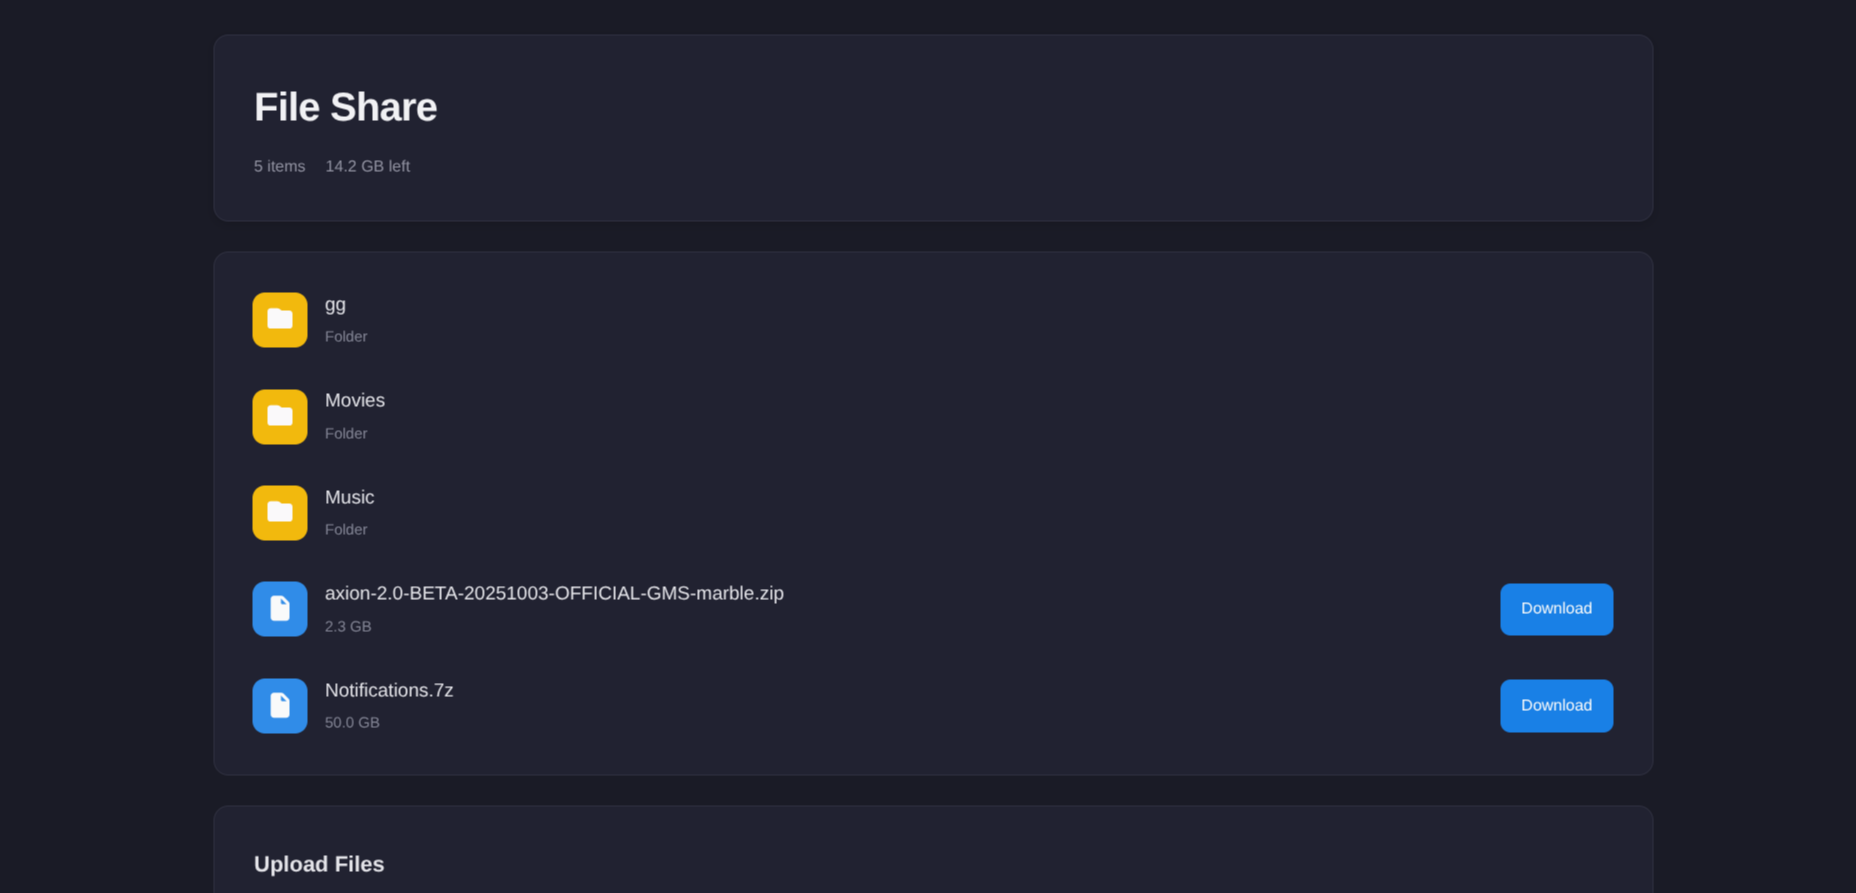 File Share
5 items 14.2 GB left
gg
Folder
Movies
Folder
Music
Folder
axion-2.0-BETA-20251003-OFFICIAL-GMS-marble.zip
2.3 GB
Download
Notifications.7z
50.0 GB
Download
Upload Files